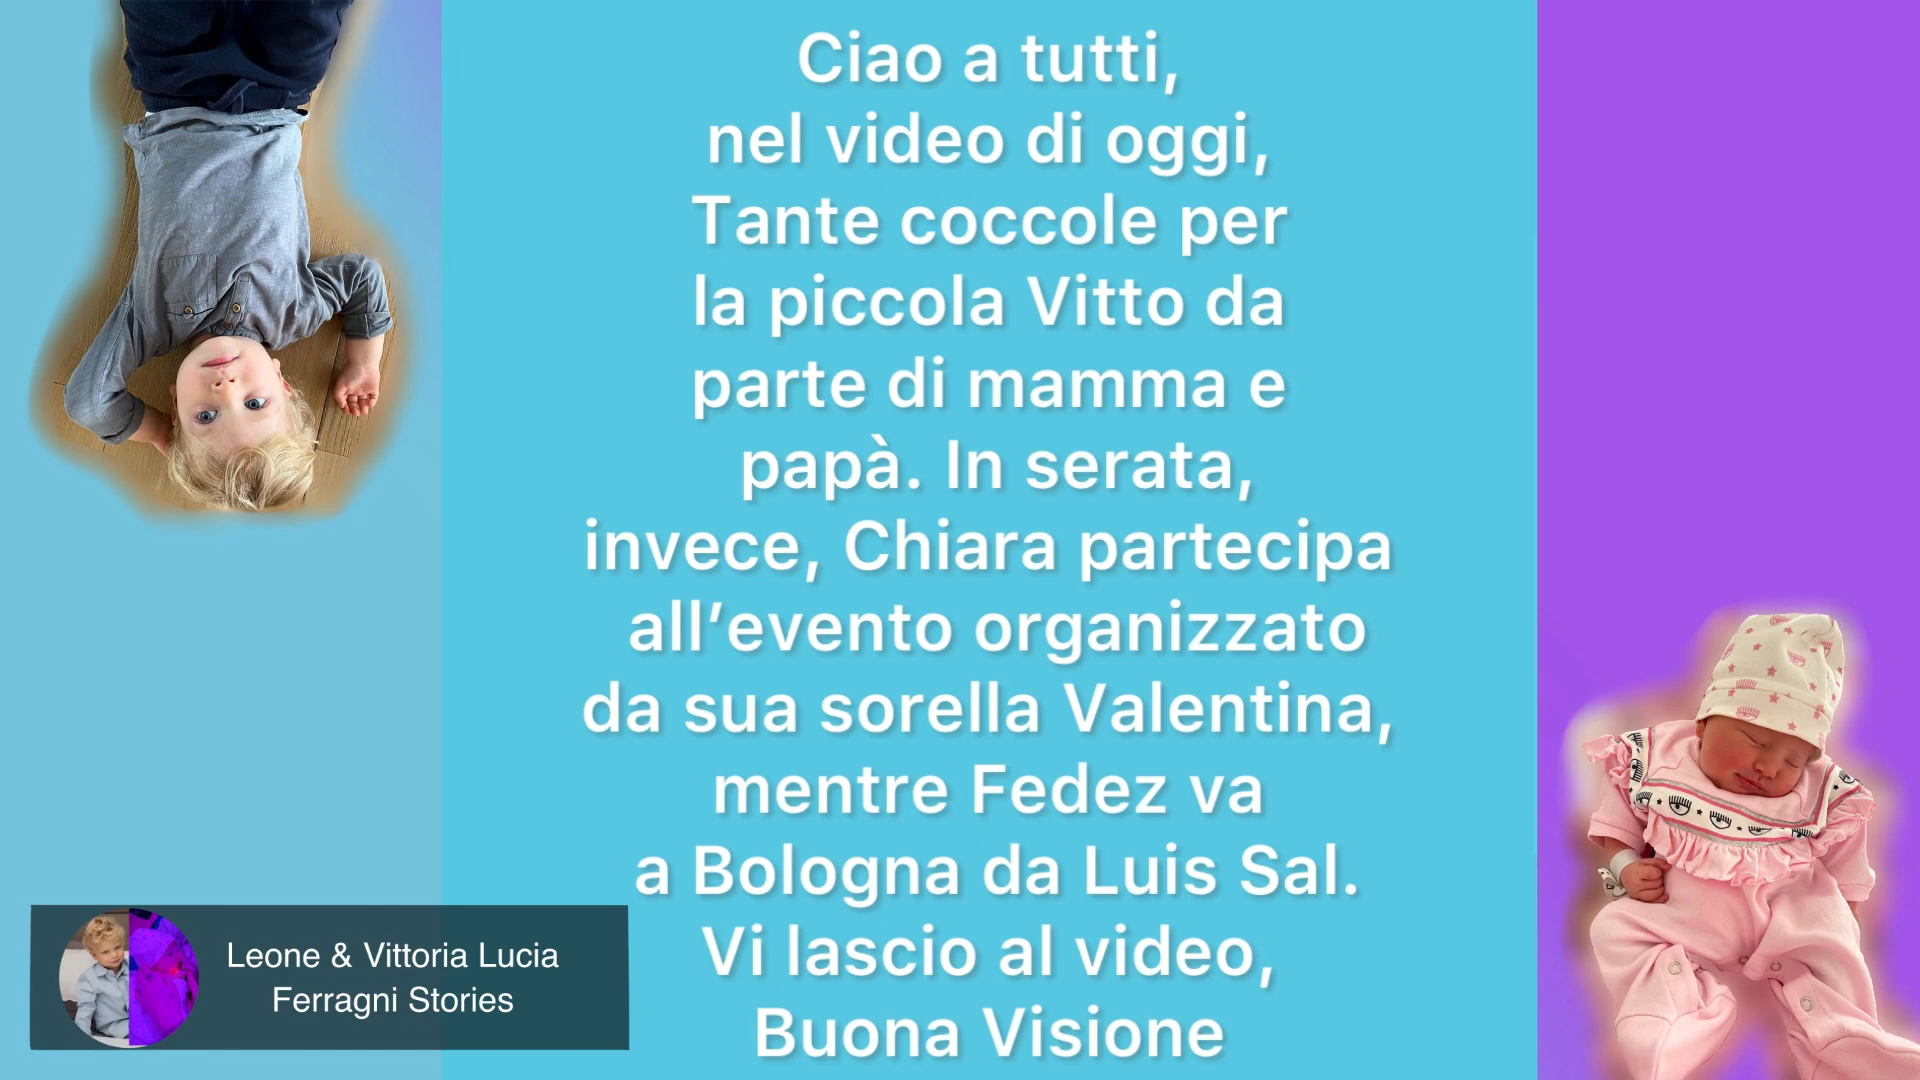 Ciao a tutti,
nel video di oggi,
Tante coccole per
la piccola Vitto da
parte di mamma e
papà. In serata,
invece, Chiara partecipa
all’evento organizzato
da sua sorella Valentina,
mentre Fedez va
a Bologna da Luis Sal.
Vi lascio al video,
Buona Visione
Leone & Vittoria Lucia
Ferragni Stories